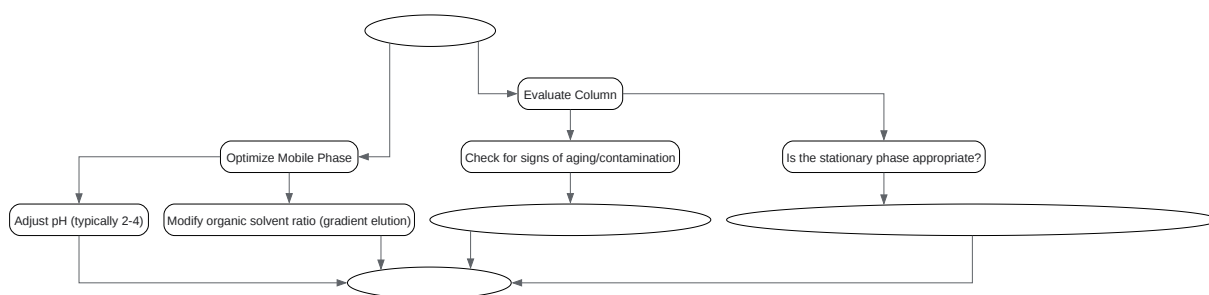 Evaluate Column
Optimize Mobile Phase
Check for signs of aging/contamination
Is the stationary phase appropriate?
Adjust pH (typically 2-4)
Modify organic solvent ratio (gradient elution)